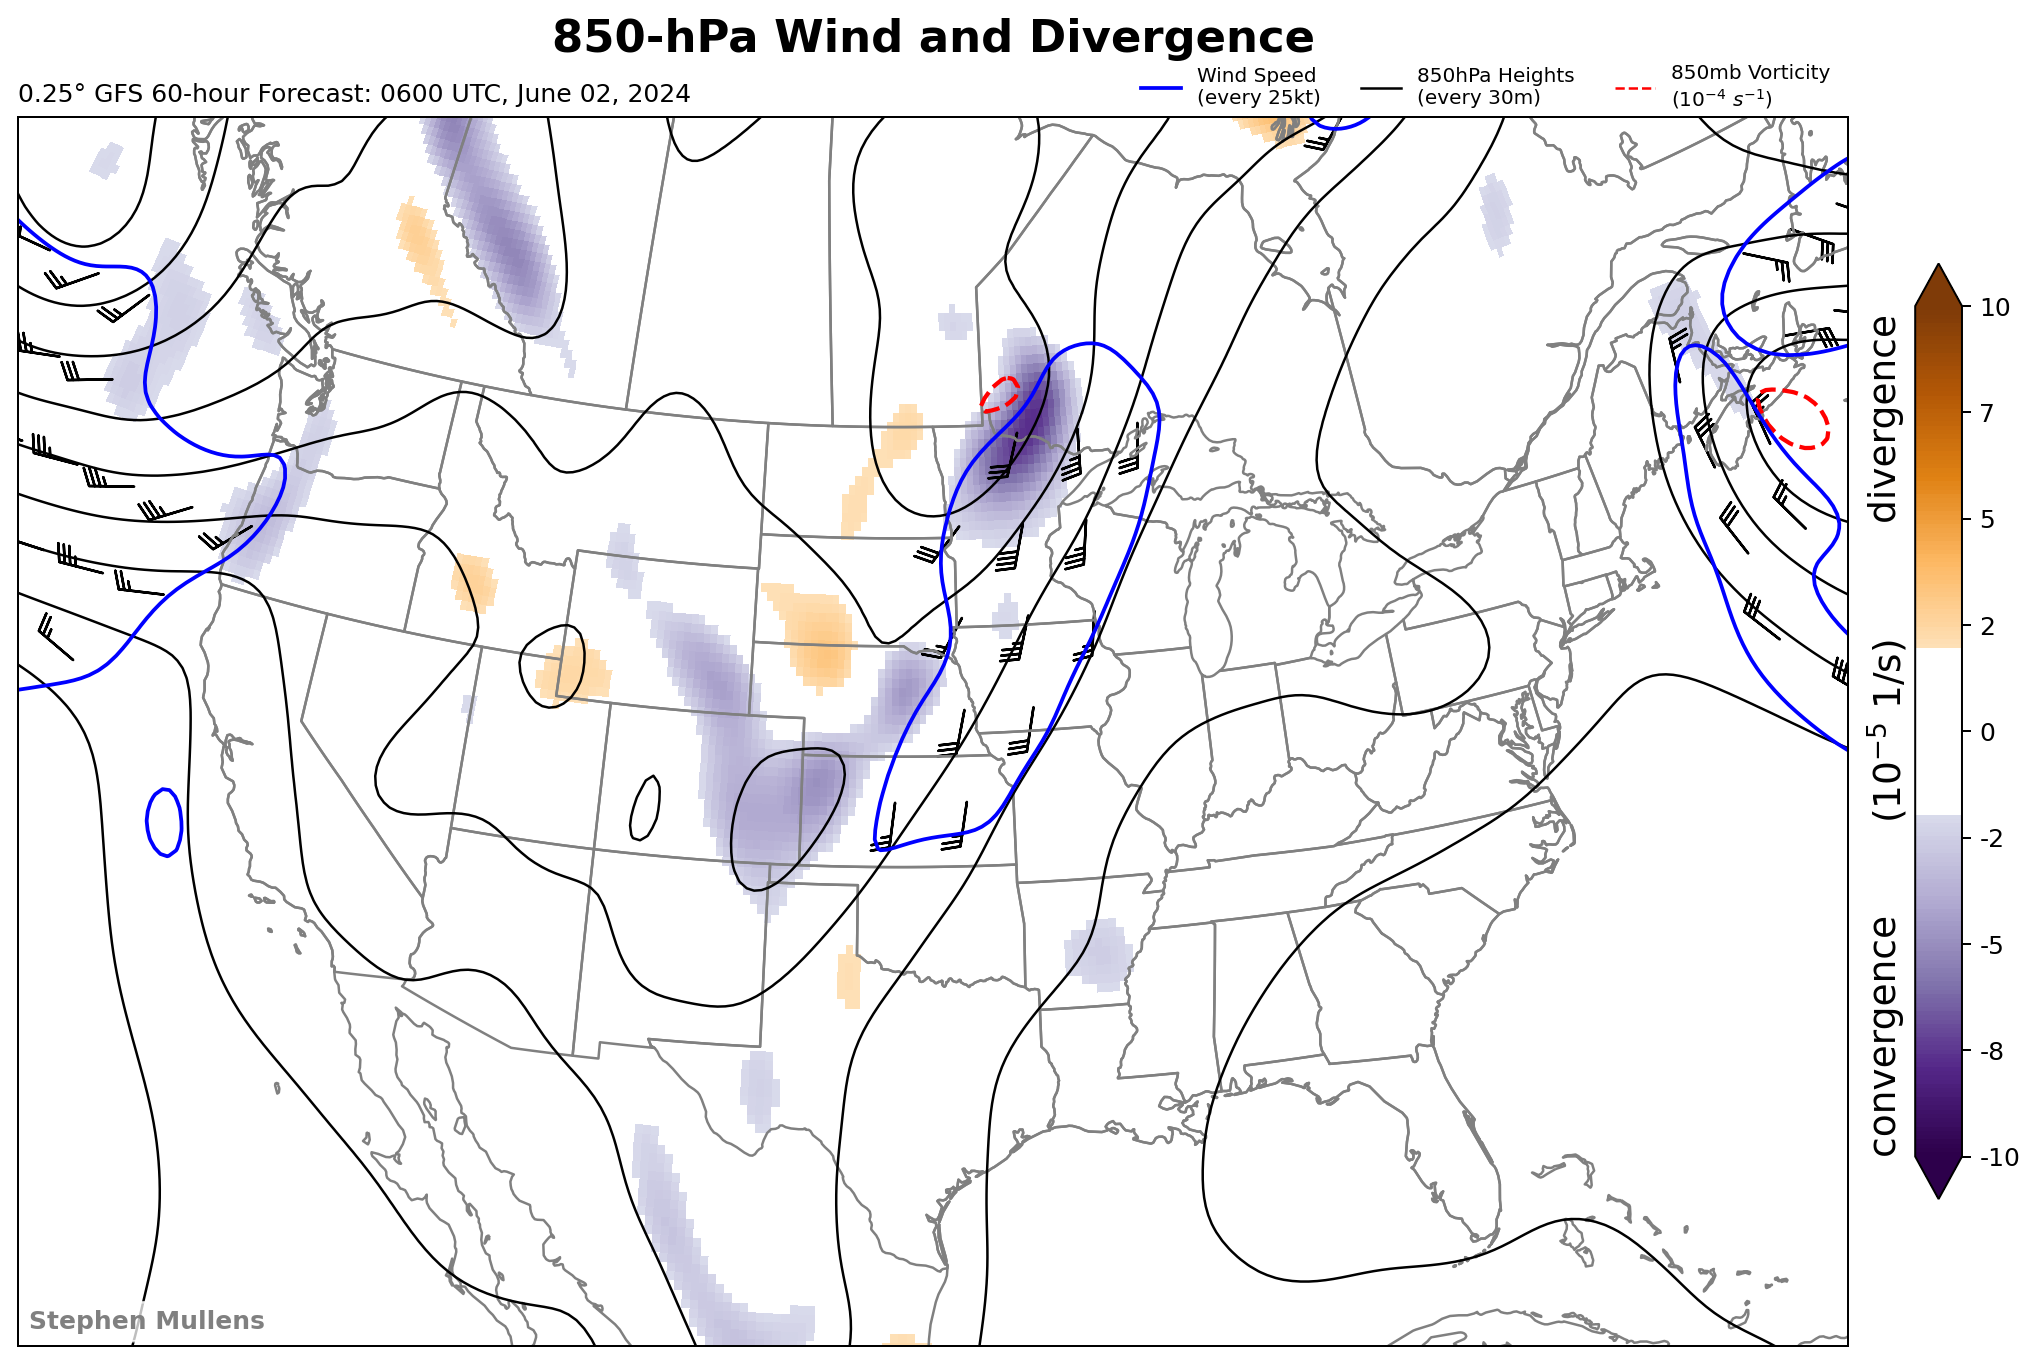 850-hPa Wind and Divergence
0.25° GFS 60-hour Forecast: 0600 UTC, June 02, 2024
Wind Speed
(every 25kt)
850hPa Heights
(every 30m)
850mb Vorticity
(10⁻⁴ s⁻¹)
10
7
5
2
0
-2
-5
-8
-10
convergence (10⁻⁵ 1/s) divergence
Stephen Mullens